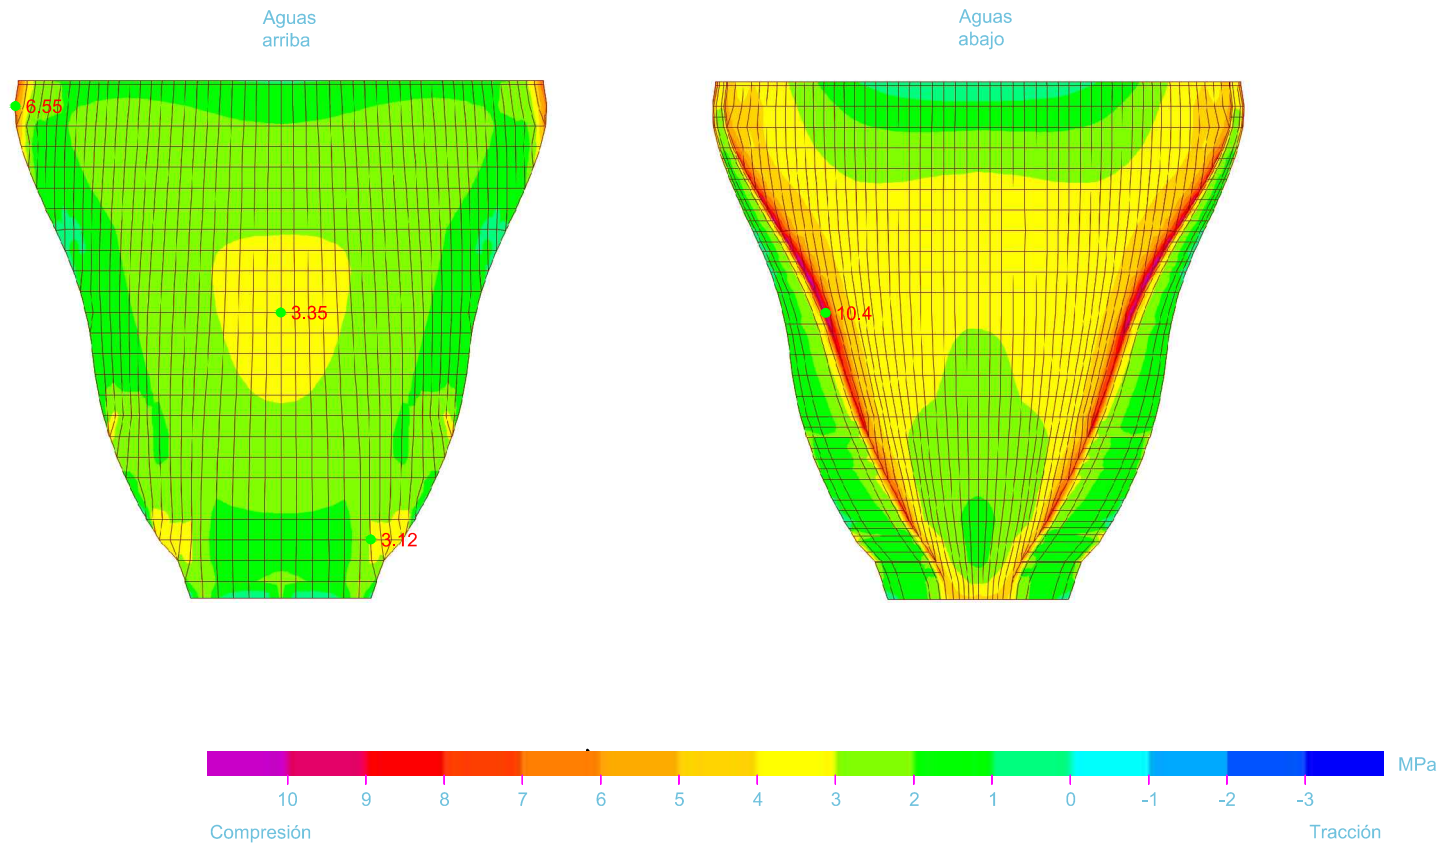 Aguas
arriba
Aguas
abajo
6.55
3.35
10.4
3.12
MPa
10 9 8 7 6 5 4 3 2 1 0 -1 -2 -3
Compresión Tracción